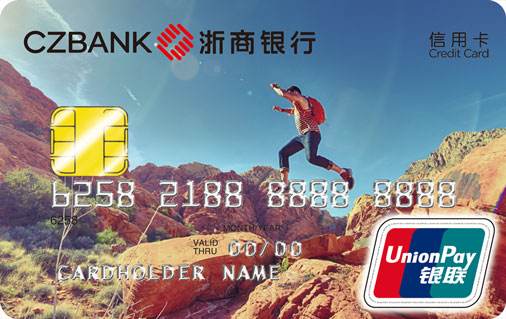 CZBANK 浙商银行
信用卡
Credit Card
6258 2188 8888 8888
6258
MONTH/YEAR
VALID THRU 00/00
CARDHOLDER NAME
UnionPay
银联